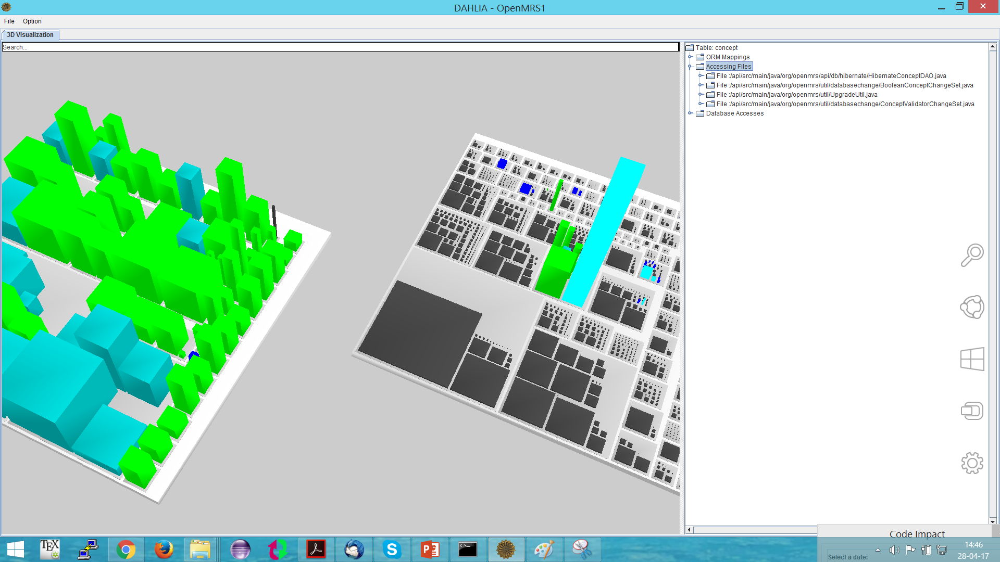 DAHLIA - OpenMRS1
File Option
3D Visualization
Search...
Table: concept
ORM Mappings
Accessing Files
File :/api/src/main/java/org/openmrs/api/db/hibernate/HibernateConceptDAO.java
File :/api/src/main/java/org/openmrs/util/databasechange/BooleanConceptChangeSet.java
File :/api/src/main/java/org/openmrs/util/UpgradeUtil.java
File :/api/src/main/java/org/openmrs/util/databasechange/ConceptValidatorChangeSet.java
Database Accesses
Code Impact
Select a date:
TEX
14:46
28-04-17